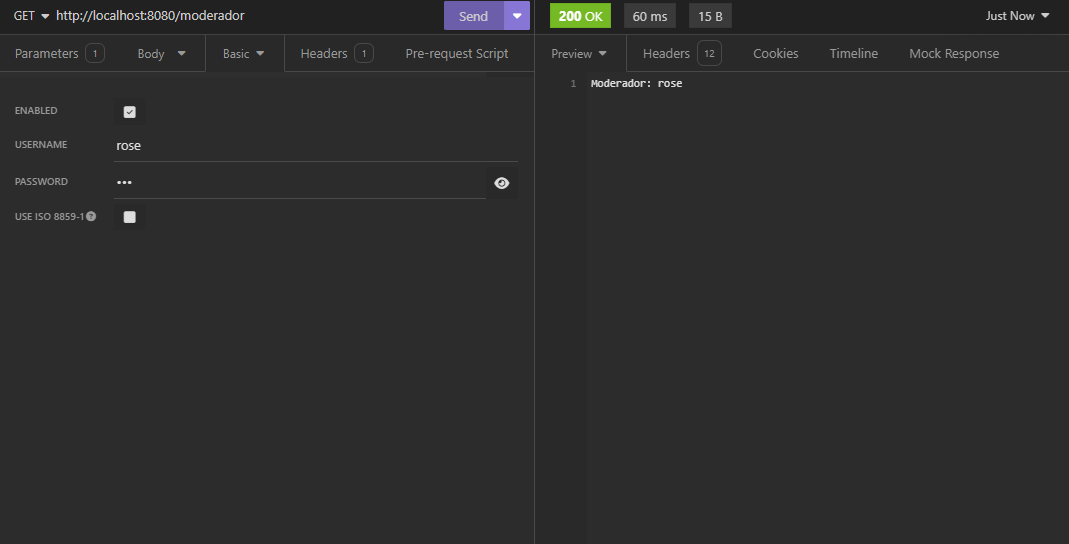 GET http://localhost:8080/moderador Send
200 OK 60 ms 15 B Just Now
Parameters 1 Body Basic Headers 1 Pre-request Script
Preview Headers 12 Cookies Timeline Mock Response
1 Moderador: rose
ENABLED
USERNAME rose
PASSWORD •••
USE ISO 8859-1 ?